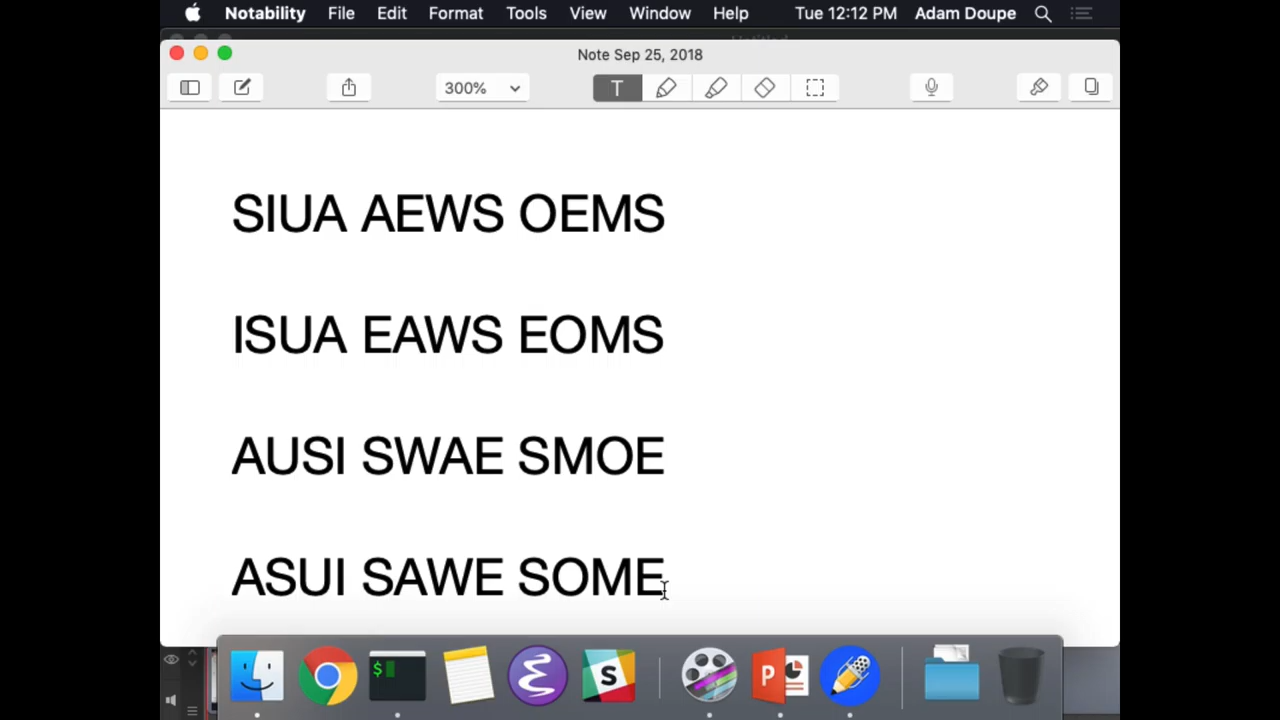 Notability File Edit Format Tools View Window Help Tue 12:12 PM Adam Doupe
Note Sep 25, 2018
300% T
SIUA AEWS OEMS
ISUA EAWS EOMS
AUSI SWAE SMOE
ASUI SAWE SOME
$ S P